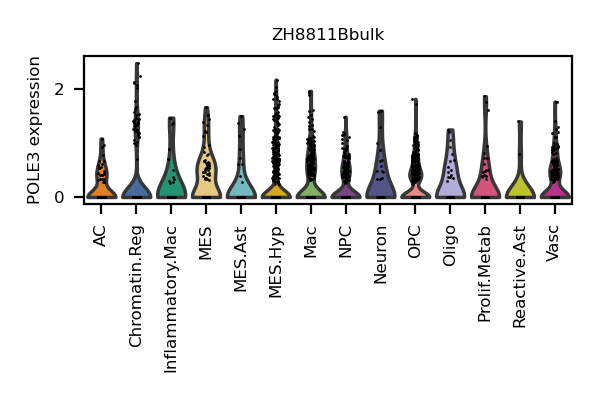 ZH8811Bbulk
POLE3 expression
2
0
AC
Chromatin.Reg
Inflammatory.Mac
MES
MES.Ast
MES.Hyp
Mac
NPC
Neuron
OPC
Oligo
Prolif.Metab
Reactive.Ast
Vasc